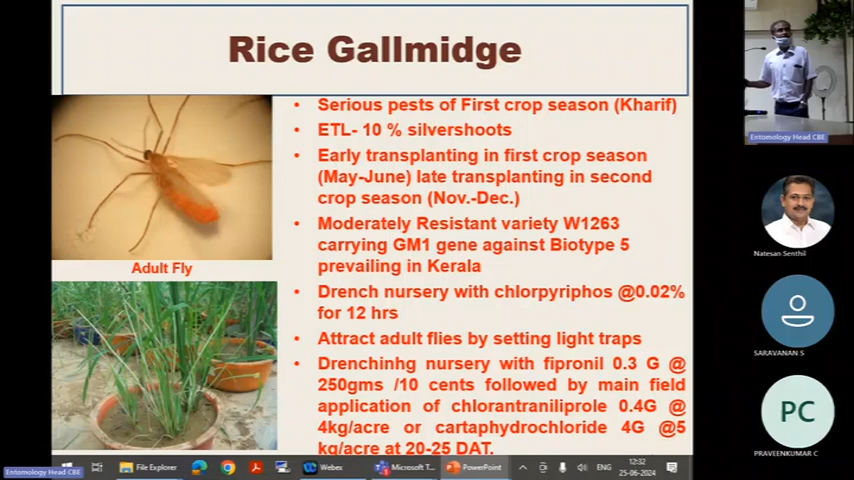 Rice Gallmidge
• Serious pests of First crop season (Kharif)
• ETL- 10 % silvershoots
• Early transplanting in first crop season
(May-June) late transplanting in second
crop season (Nov.-Dec.)
• Moderately Resistant variety W1263
carrying GM1 gene against Biotype 5
prevailing in Kerala
• Drench nursery with chlorpyriphos @0.02%
for 12 hrs
• Attract adult flies by setting light traps
• Drenchinhg nursery with fipronil 0.3 G @
250gms /10 cents followed by main field
application of chlorantraniliprole 0.4G @
4kg/acre or cartaphydrochloride 4G @5
kg/acre at 20-25 DAT.
Adult Fly
Entomology Head CBE
Natesan Senthil
SARAVANAN S
PC
PRAVEENKUMAR C
Entomology Head CBE
File Explorer
Webex
Microsoft T...
PowerPoint
ENG
12:32
25-06-2024